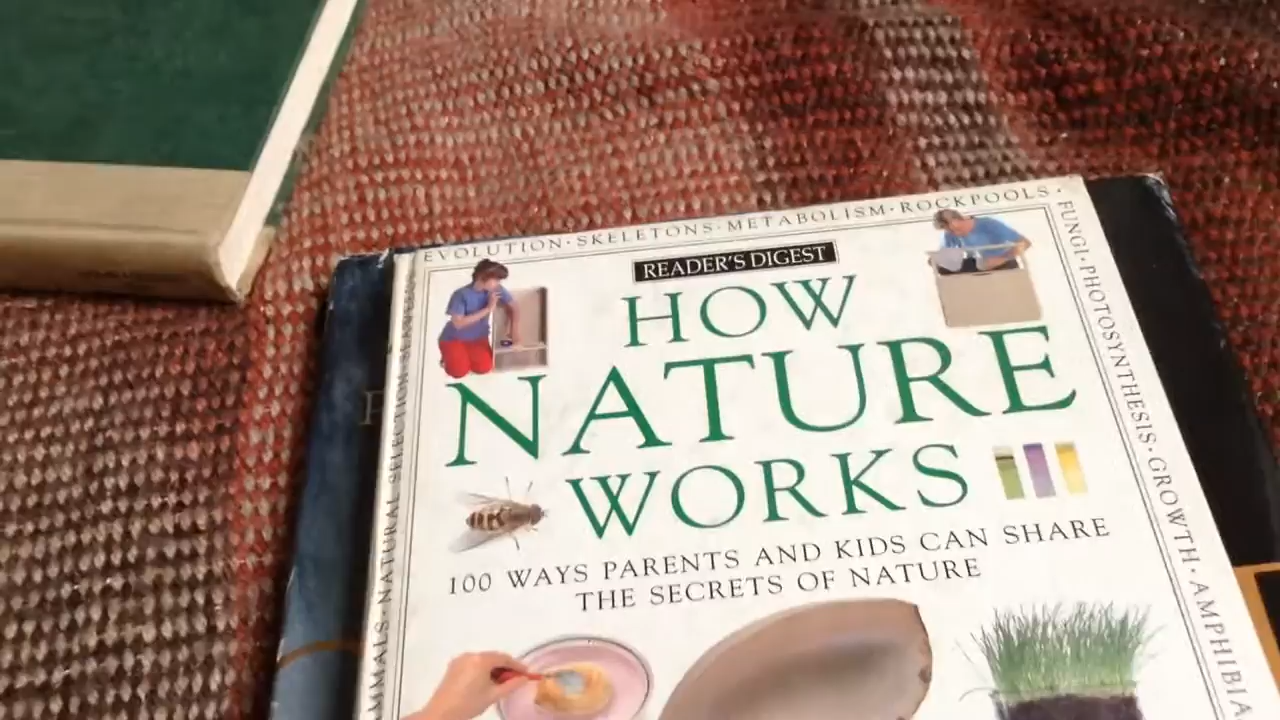 EVOLUTION · SKELETONS · METABOLISM · ROCKPOOLS ·
READER'S DIGEST
HOW
NATURE
WORKS
100 WAYS PARENTS AND KIDS CAN SHARE
THE SECRETS OF NATURE
FUNGI · PHOTOSYNTHESIS · GROWTH · AMPHIBIA
MMALS · NATURAL SELECTION